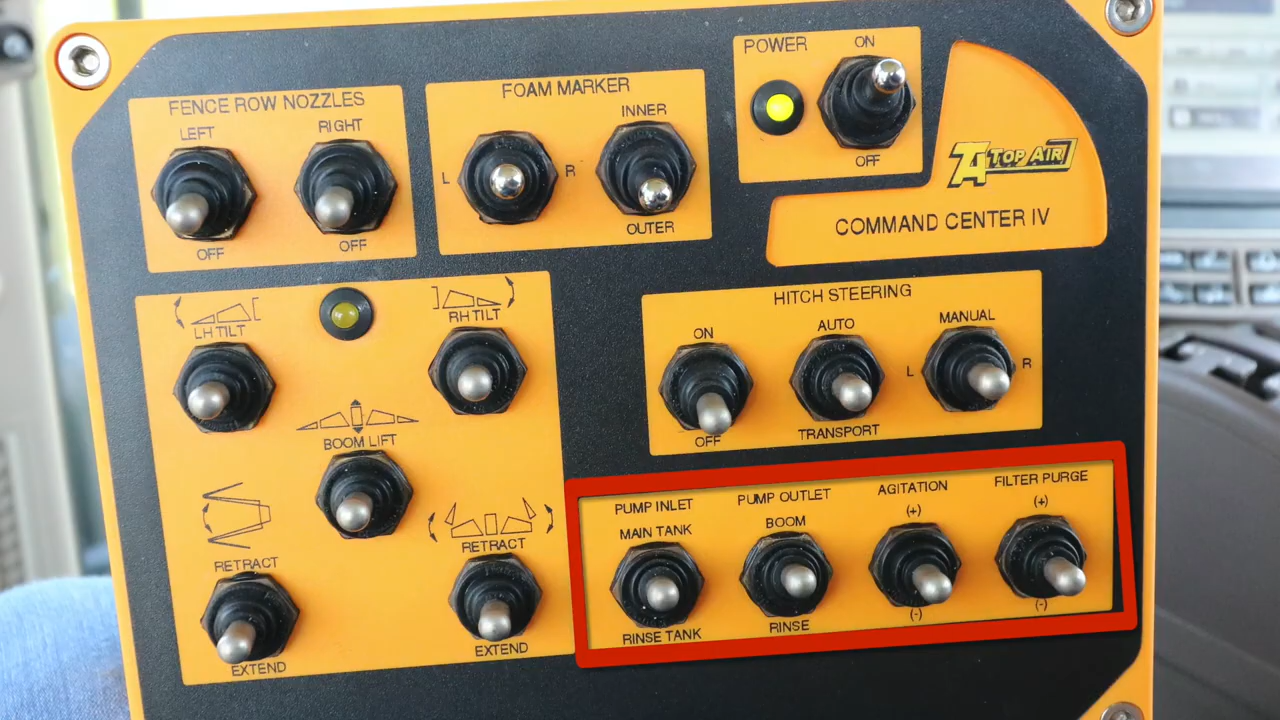 FENCE ROW NOZZLES
LEFT
RIGHT
OFF
OFF
FOAM MARKER
INNER
L
R
OUTER
POWER
ON
OFF
TOP AIR
COMMAND CENTER IV
LH TILT
RH TILT
BOOM LIFT
RETRACT
EXTEND
RETRACT
EXTEND
HITCH STEERING
ON
AUTO
MANUAL
L
R
OFF
TRANSPORT
PUMP INLET
MAIN TANK
RINSE TANK
PUMP OUTLET
BOOM
RINSE
AGITATION
(+)
(-)
FILTER PURGE
(+)
(-)